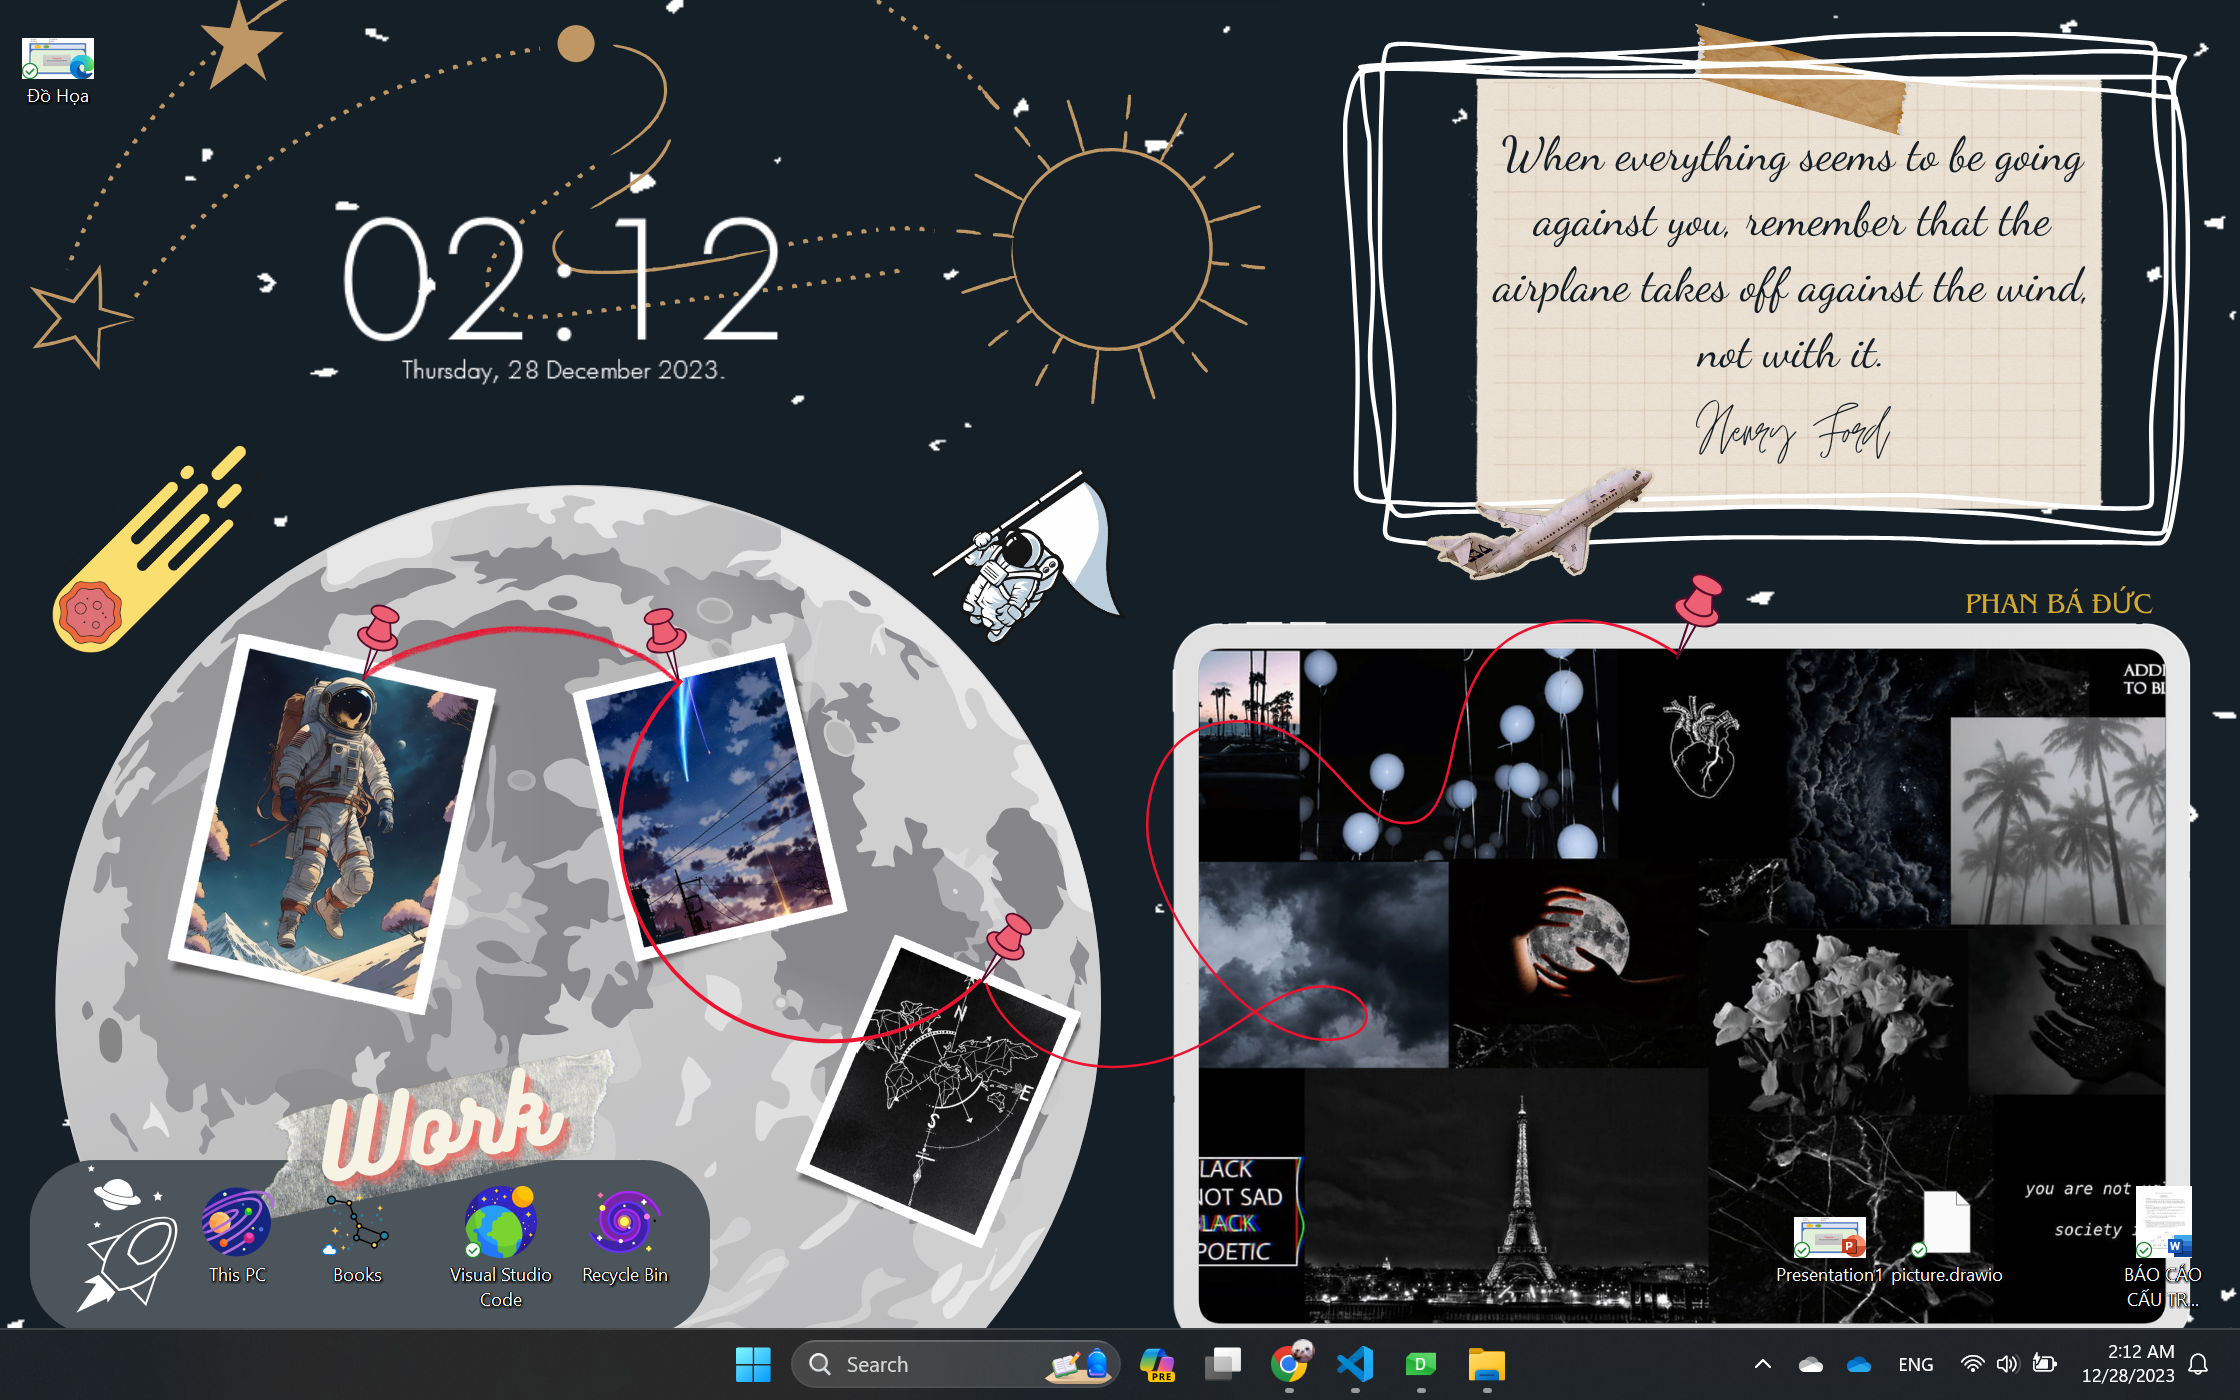 Đồ Họa
02:12
Thursday, 28 December 2023.
When everything seems to be going
against you, remember that the
airplane takes off against the wind,
not with it.
Henry Ford
PHAN BÁ ĐỨC
ADDI
TO BL
N
E
S
LACK
NOT SAD
BLACK
POETIC
you are not
society
Work
This PC
Books
Visual Studio
Code
Recycle Bin
Presentation1
picture.drawio
BÁO CÁO
CẤU TR...
Search
PRE
D
ENG
2:12 AM
12/28/2023